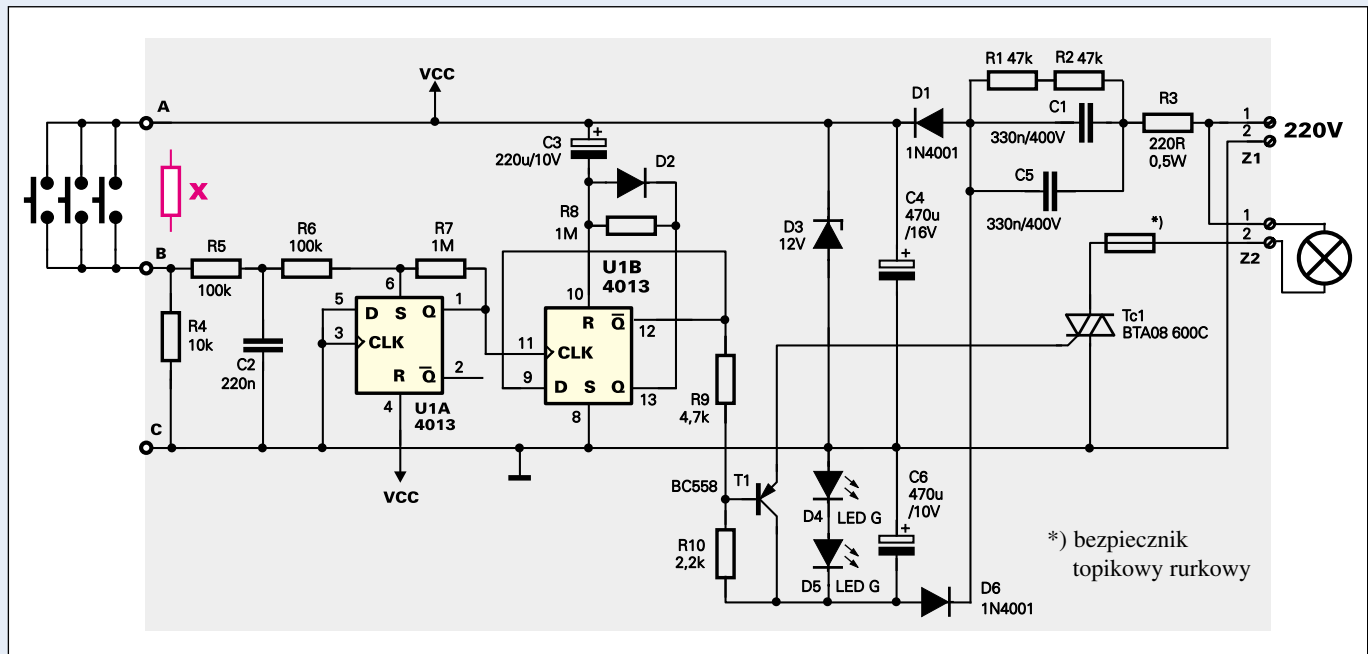 VCC
A
C3
220u/10V
D2
R8
1M
D1
1N4001
R1 47k
R2 47k
C1
330n/400V
C5
330n/400V
R3
220R
0,5W
1
2
220V
Z1
1
2
Z2
*)
X
B
R5
100k
R6
100k
R7
1M
R4
10k
C2
220n
5
3
6
1
2
4
D S Q
CLK
R Q
U1A
4013
VCC
U1B
4013
10
11
9
8
12
13
R Q
CLK
D S Q
R9
4,7k
D3
12V
C4
470u
/16V
Tc1
BTA08 600C
C
BC558
T1
R10
2,2k
D4
LED G
D5
LED G
C6
470u
/10V
D6
1N4001
*) bezpiecznik
topikowy rurkowy